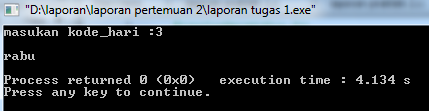 "D:\laporan\laporan pertemuan 2\laporan tugas 1.exe"
masukan kode_hari :3
rabu
Process returned 0 (0x0)   execution time : 4.134 s
Press any key to continue.